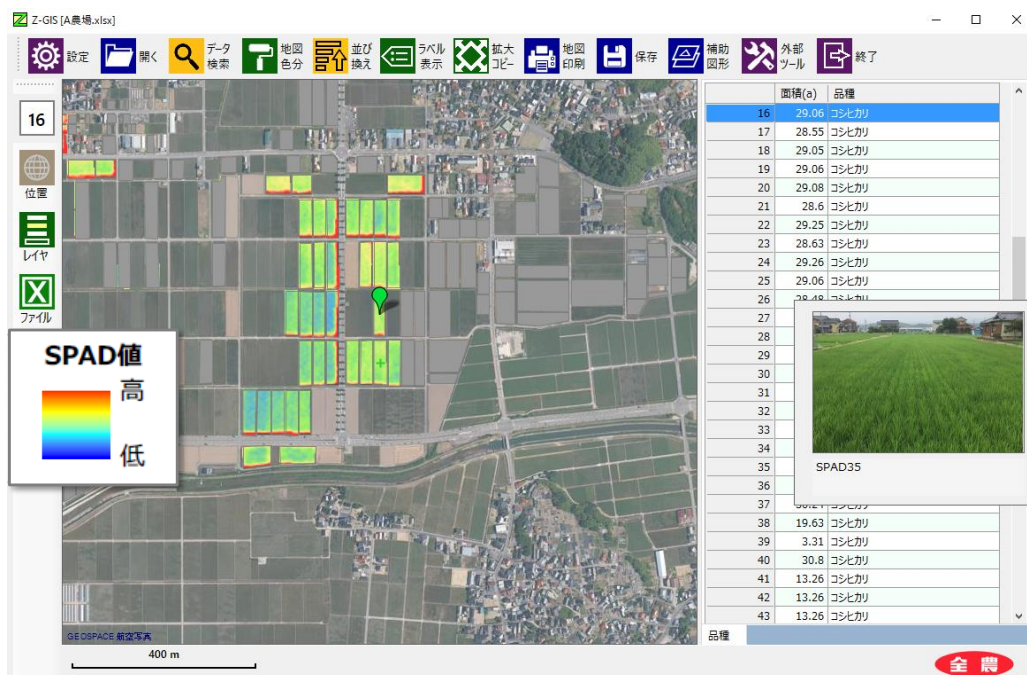 Z-GIS [A農場.xlsx]
設定
開く
データ
検索
地図
色分
並び
換え
ラベル
表示
拡大
コピー
地図
印刷
保存
補助
図形
外部
ツール
終了
16
位置
レイヤ
ファイル
SPAD値
高
低
面積(a) 品種
16 29.06 コシヒカリ
17 28.55 コシヒカリ
18 29.05 コシヒカリ
19 29.06 コシヒカリ
20 29.08 コシヒカリ
21 28.6 コシヒカリ
22 29.25 コシヒカリ
23 28.63 コシヒカリ
24 29.26 コシヒカリ
25 29.06 コシヒカリ
26
27
28
29
30
31
32
33
34
35
36
37
38 19.63 コシヒカリ
39 3.31 コシヒカリ
40 30.8 コシヒカリ
41 13.26 コシヒカリ
42 13.26 コシヒカリ
43 13.26 コシヒカリ
SPAD35
品種
GEOSPACE 航空写真
400 m
全農